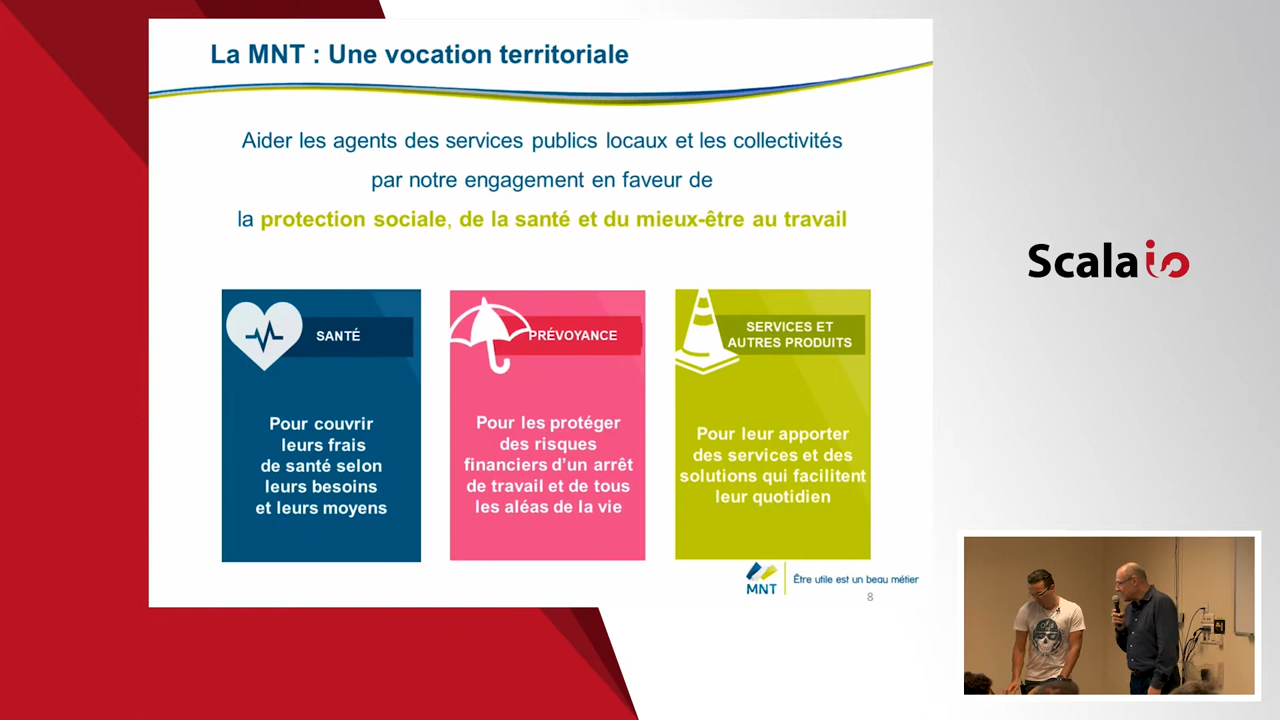 La MNT : Une vocation territoriale
Aider les agents des services publics locaux et les collectivités
par notre engagement en faveur de
la protection sociale, de la santé et du mieux-être au travail
SANTÉ
Pour couvrir
leurs frais
de santé selon
leurs besoins
et leurs moyens
PRÉVOYANCE
Pour les protéger
des risques
financiers d'un arrêt
de travail et de tous
les aléas de la vie
SERVICES ET
AUTRES PRODUITS
Pour leur apporter
des services et des
solutions qui facilitent
leur quotidien
MNT
Être utile est un beau métier
8
Scala io